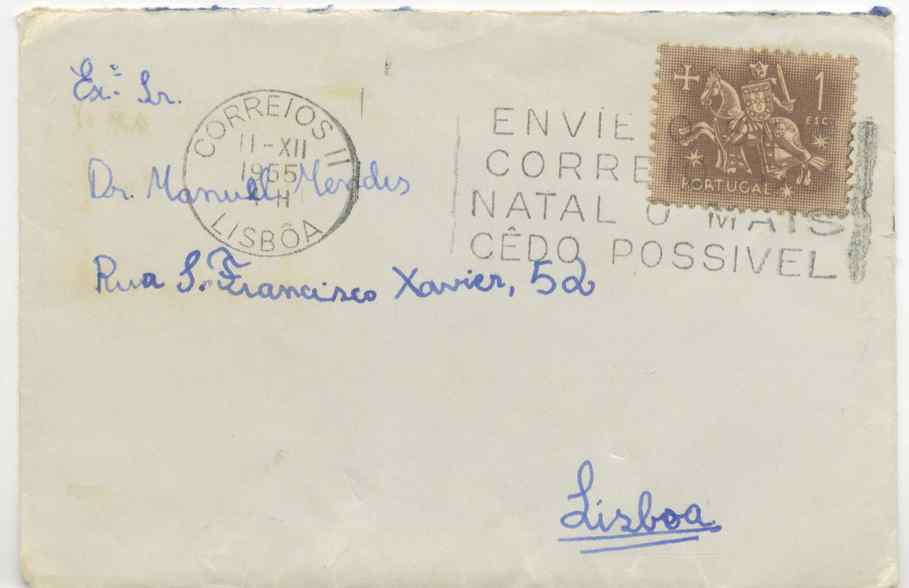 Ex.º Sr.
Dr. Manuel Mendes
Rua S. Francisco Xavier, 52
Lisboa
CORREIOS 11
11-XII
1955
H
LISBÔA
ENVIE O
CORRE
NATAL O MAIS
CÊDO POSSIVEL
1
ESC.
PORTUGAL